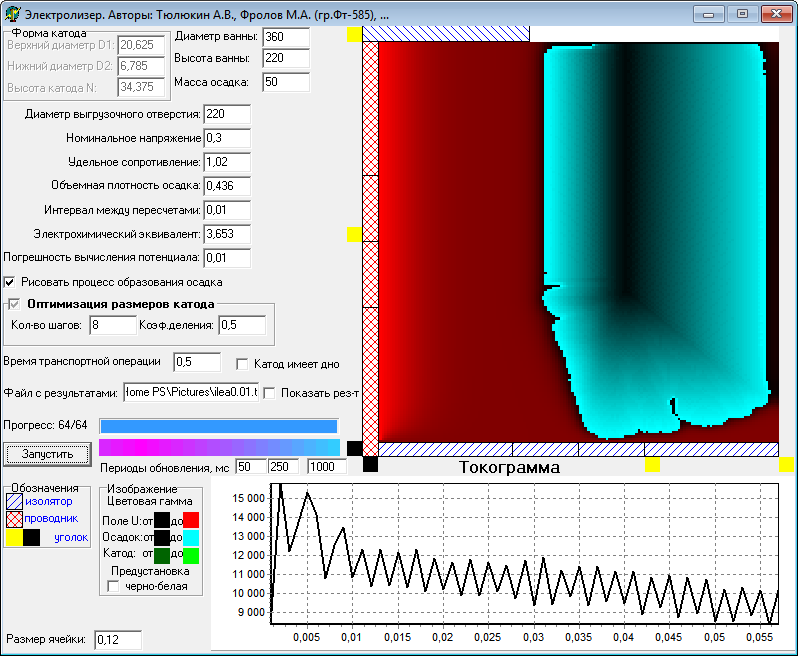 Электролизер. Авторы: Тюлюкин А.В., Фролов М.А. (гр.Фт-585), ...
Форма катода
Верхний диаметр D1: 20,625
Нижний диаметр D2: 6,785
Высота катода N: 34,375
Диаметр ванны: 360
Высота ванны: 220
Масса осадка: 50
Диаметр выгрузочного отверстия: 220
Номинальное напряжение 0,3
Удельное сопротивление: 1,02
Объемная плотность осадка: 0,436
Интервал между пересчетами: 0,01
Электрохимический эквивалент: 3,653
Погрешность вычисления потенциала: 0,01
Рисовать процесс образования осадка
Оптимизация размеров катода
Кол-во шагов: 8 Коэф.деления: 0,5
Время транспортной операции 0,5 Катод имеет дно
Файл с результатами: Home PS\Pictures\ilea0.01.t Показать рез-т
Прогресс: 64/64
Запустить
Периоды обновления, мс 50 250 1000
Обозначения
изолятор
проводник
уголок
Изображение
Цветовая гамма
Поле U: от до
Осадок: от до
Катод: от до
Предустановка
черно-белая
Размер ячейки: 0,12
Токограмма
15 000
14 000
13 000
12 000
11 000
10 000
9 000
0,005 0,01 0,015 0,02 0,025 0,03 0,035 0,04 0,045 0,05 0,055